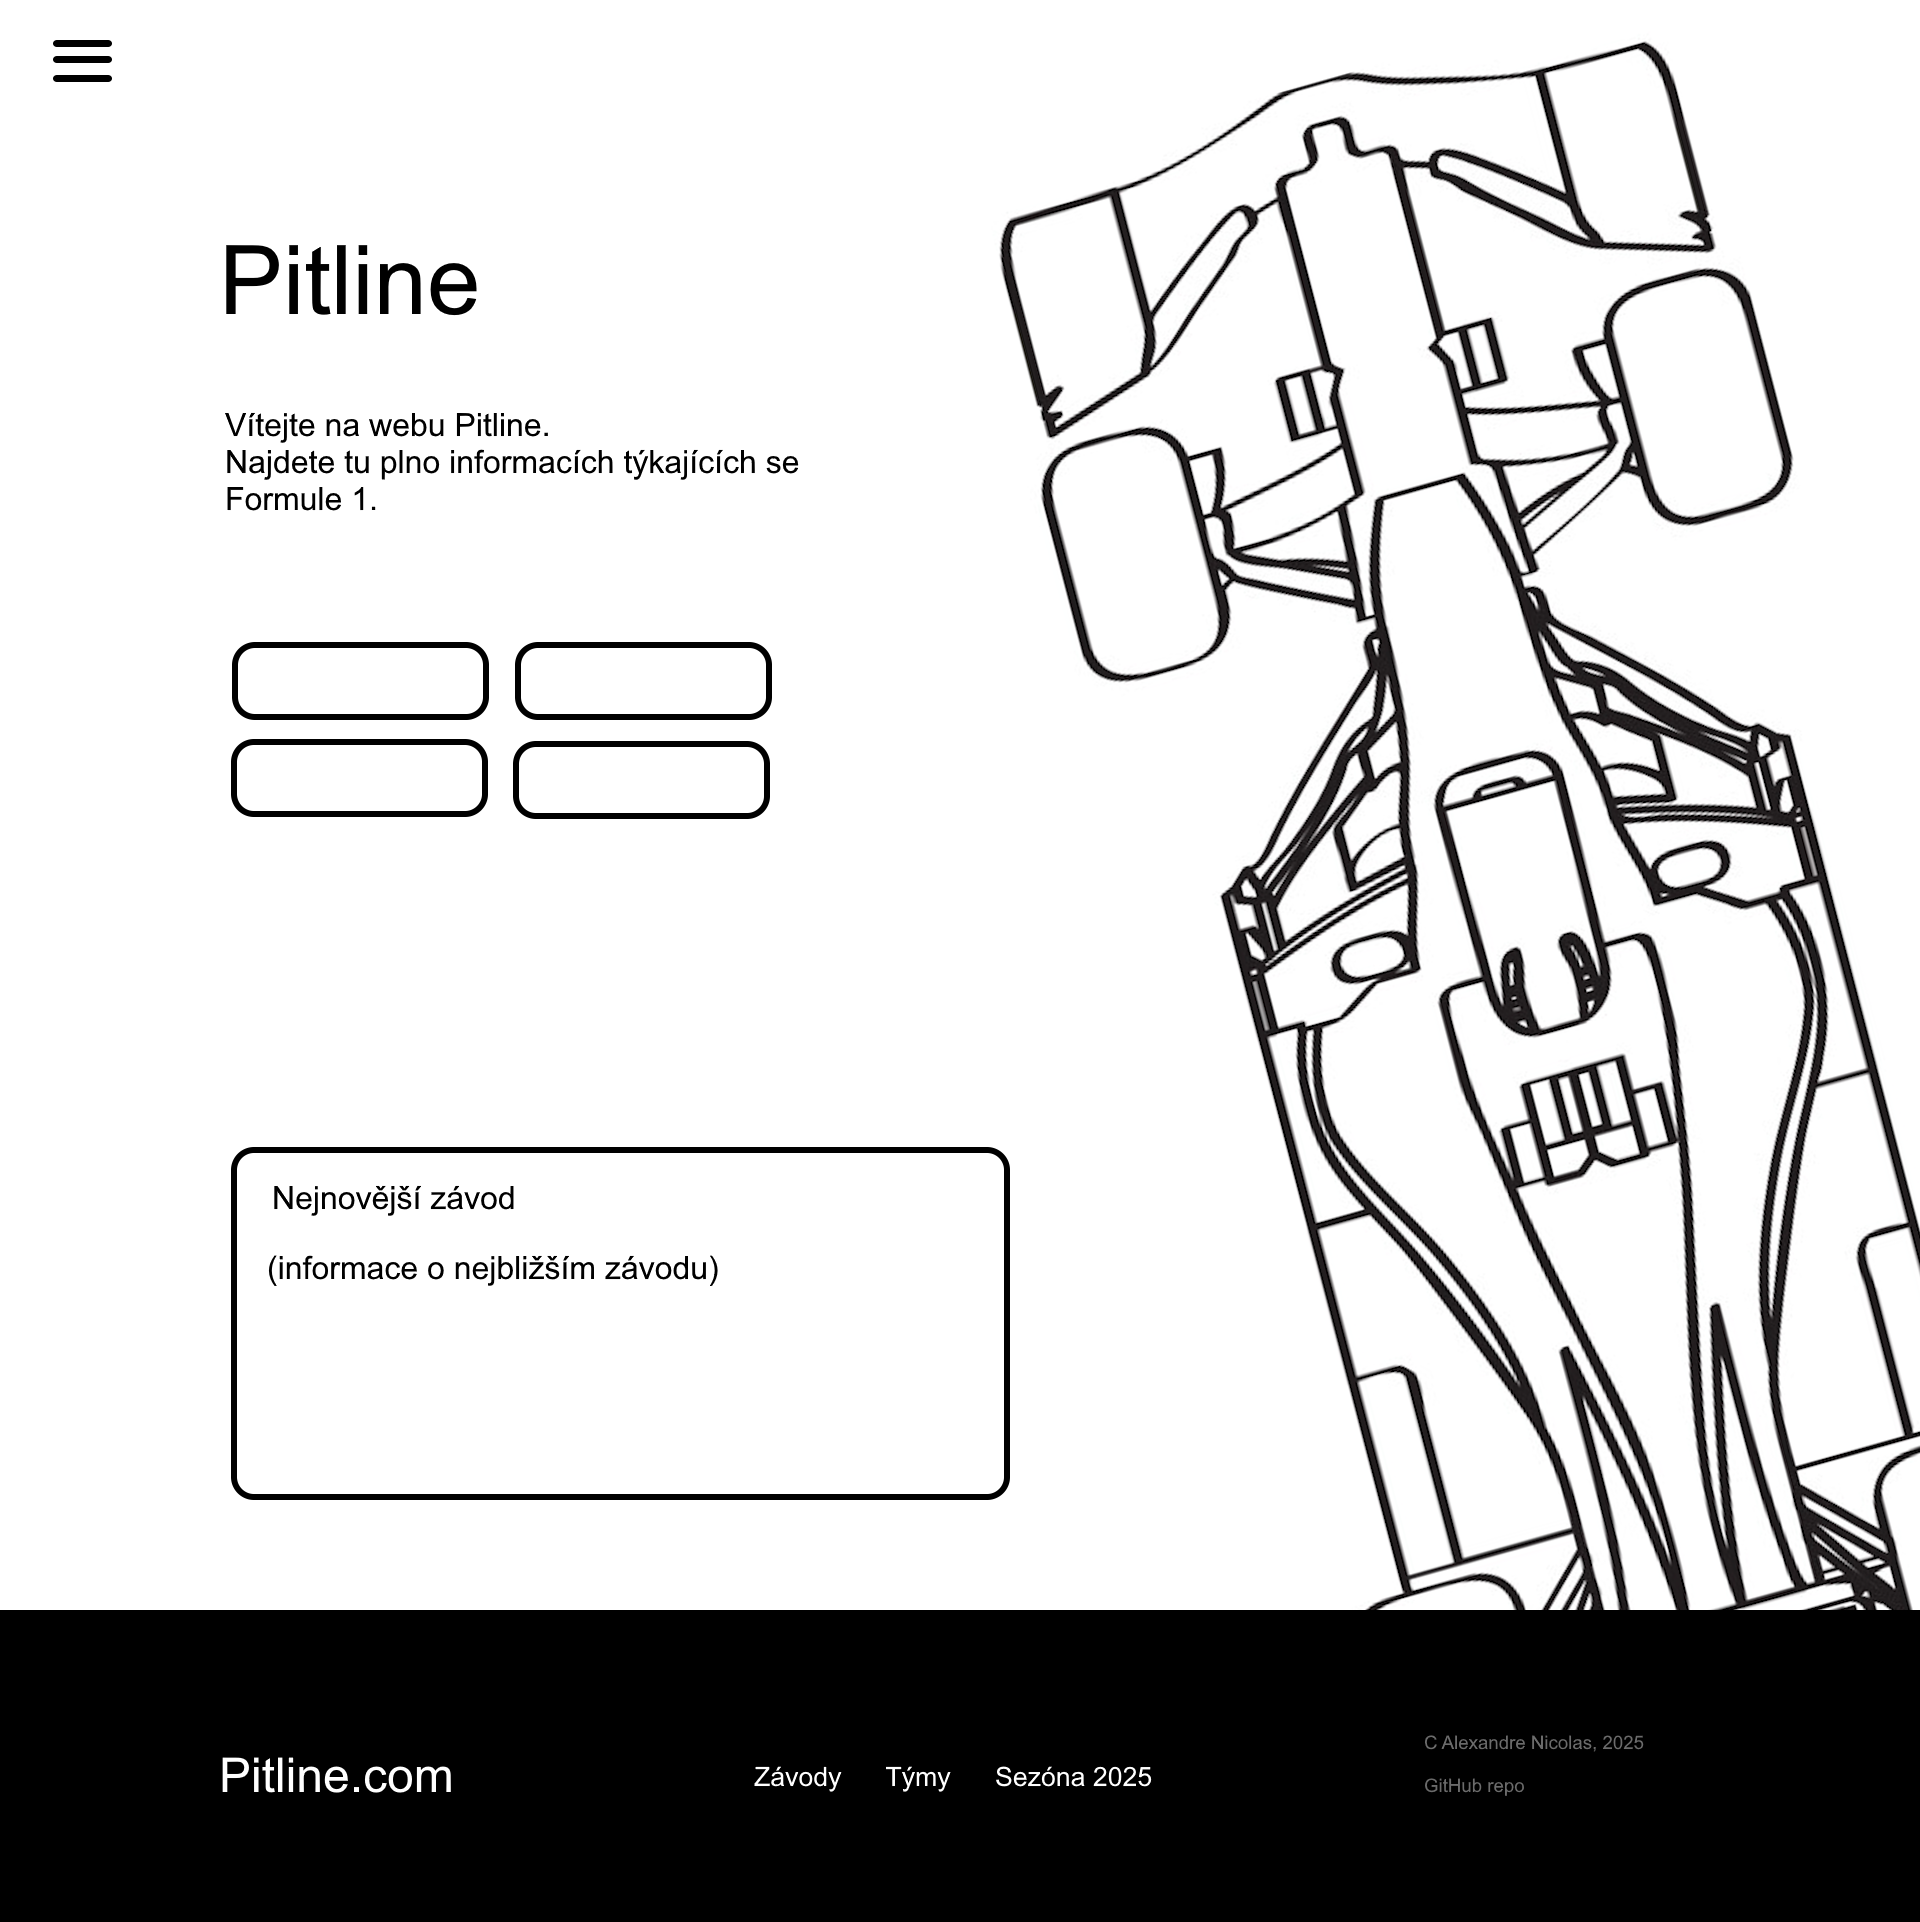 Pitline
Vítejte na webu Pitline.
Najdete tu plno informacích týkajících se
Formule 1.
Nejnovější závod
(informace o nejbližším závodu)
Pitline.com
Závody
Týmy
Sezóna 2025
C Alexandre Nicolas, 2025
GitHub repo